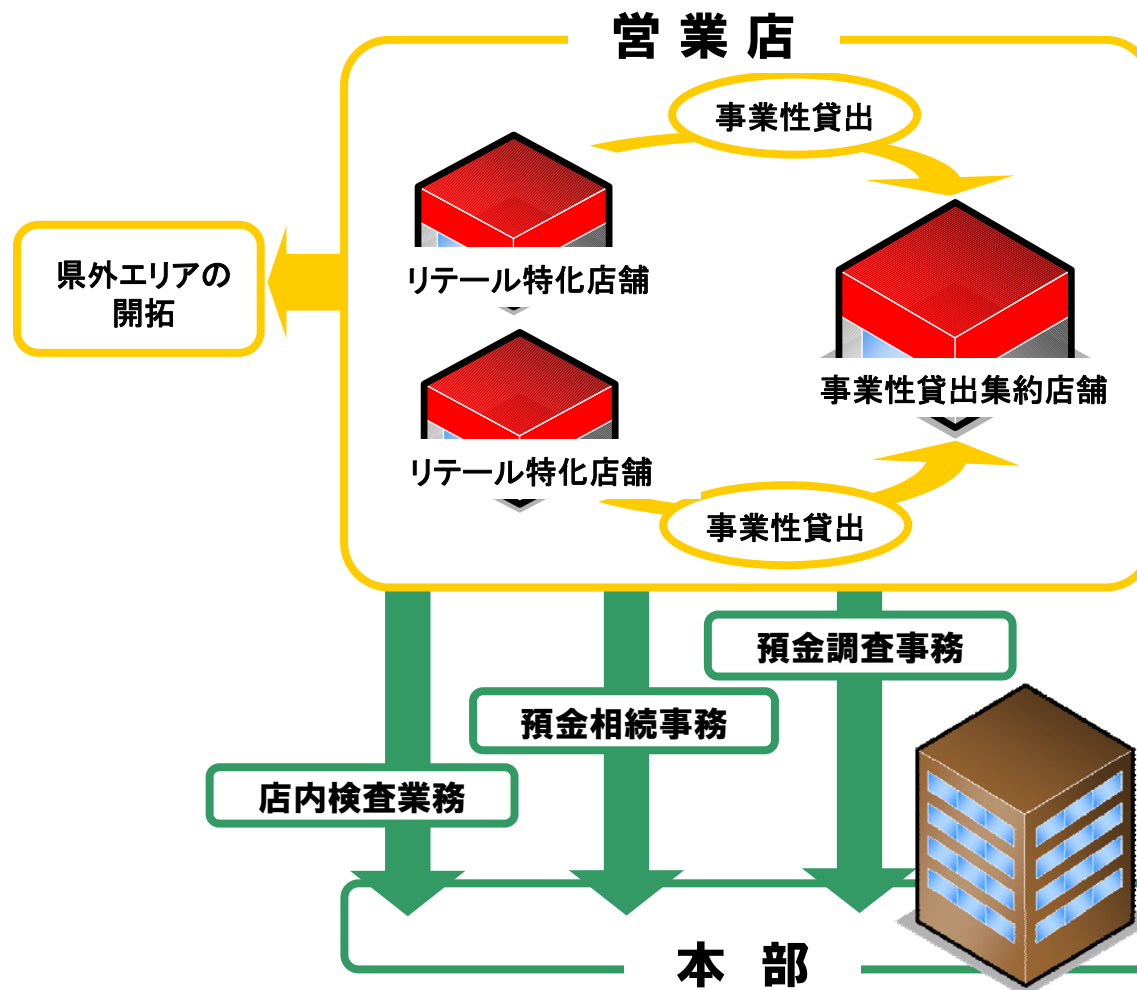 営業店
事業性貸出
リテール特化店舗
県外エリアの
開拓
事業性貸出集約店舗
リテール特化店舗
事業性貸出
預金調査事務
預金相続事務
店内検査業務
本部